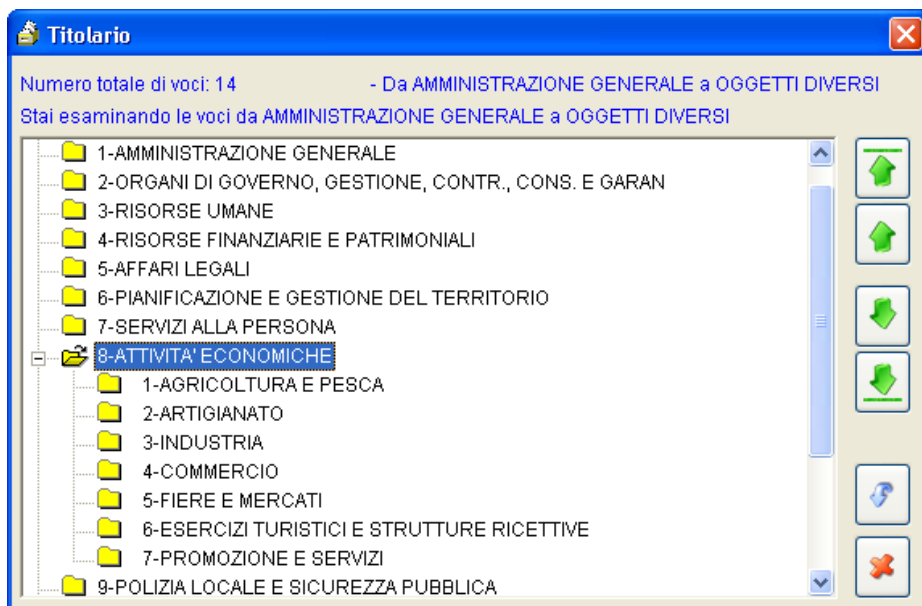 Titolario
Numero totale di voci: 14 - Da AMMINISTRAZIONE GENERALE a OGGETTI DIVERSI
Stai esaminando le voci da AMMINISTRAZIONE GENERALE a OGGETTI DIVERSI
1-AMMINISTRAZIONE GENERALE
2-ORGANI DI GOVERNO, GESTIONE, CONTR., CONS. E GARAN
3-RISORSE UMANE
4-RISORSE FINANZIARIE E PATRIMONIALI
5-AFFARI LEGALI
6-PIANIFICAZIONE E GESTIONE DEL TERRITORIO
7-SERVIZI ALLA PERSONA
8-ATTIVITA' ECONOMICHE
1-AGRICOLTURA E PESCA
2-ARTIGIANATO
3-INDUSTRIA
4-COMMERCIO
5-FIERE E MERCATI
6-ESERCIZI TURISTICI E STRUTTURE RICETTIVE
7-PROMOZIONE E SERVIZI
9-POLIZIA LOCALE E SICUREZZA PUBBLICA